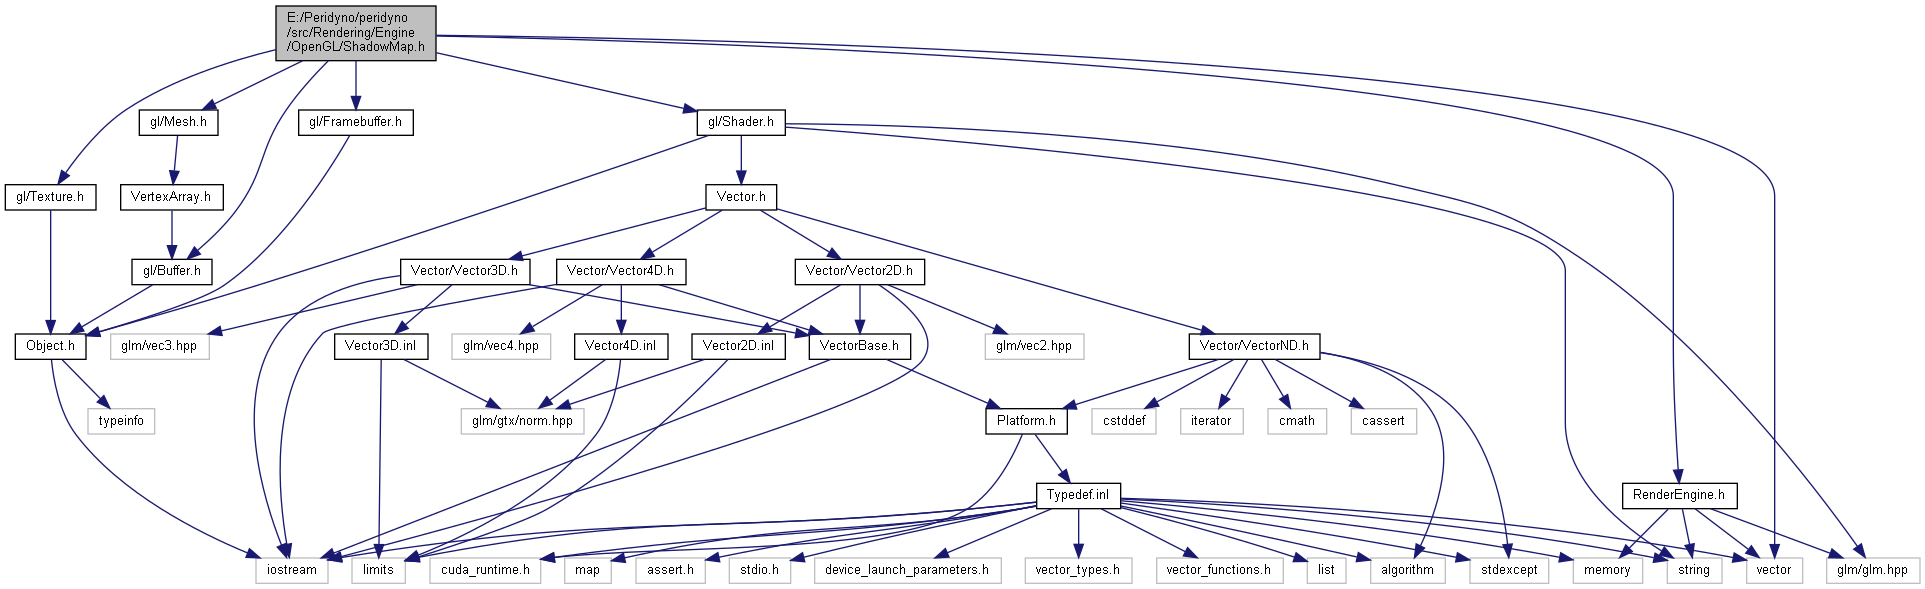 E:/Peridyno/peridyno
/src/Rendering/Engine
/OpenGL/ShadowMap.h
gl/Mesh.h
gl/Framebuffer.h
gl/Shader.h
gl/Texture.h
VertexArray.h
Vector.h
gl/Buffer.h
Vector/Vector3D.h
Vector/Vector4D.h
Vector/Vector2D.h
Object.h
glm/vec3.hpp
Vector3D.inl
glm/vec4.hpp
Vector4D.inl
Vector2D.inl
VectorBase.h
glm/vec2.hpp
Vector/VectorND.h
typeinfo
glm/gtx/norm.hpp
Platform.h
cstddef
iterator
cmath
cassert
Typedef.inl
RenderEngine.h
iostream
limits
cuda_runtime.h
map
assert.h
stdio.h
device_launch_parameters.h
vector_types.h
vector_functions.h
list
algorithm
stdexcept
memory
string
vector
glm/glm.hpp